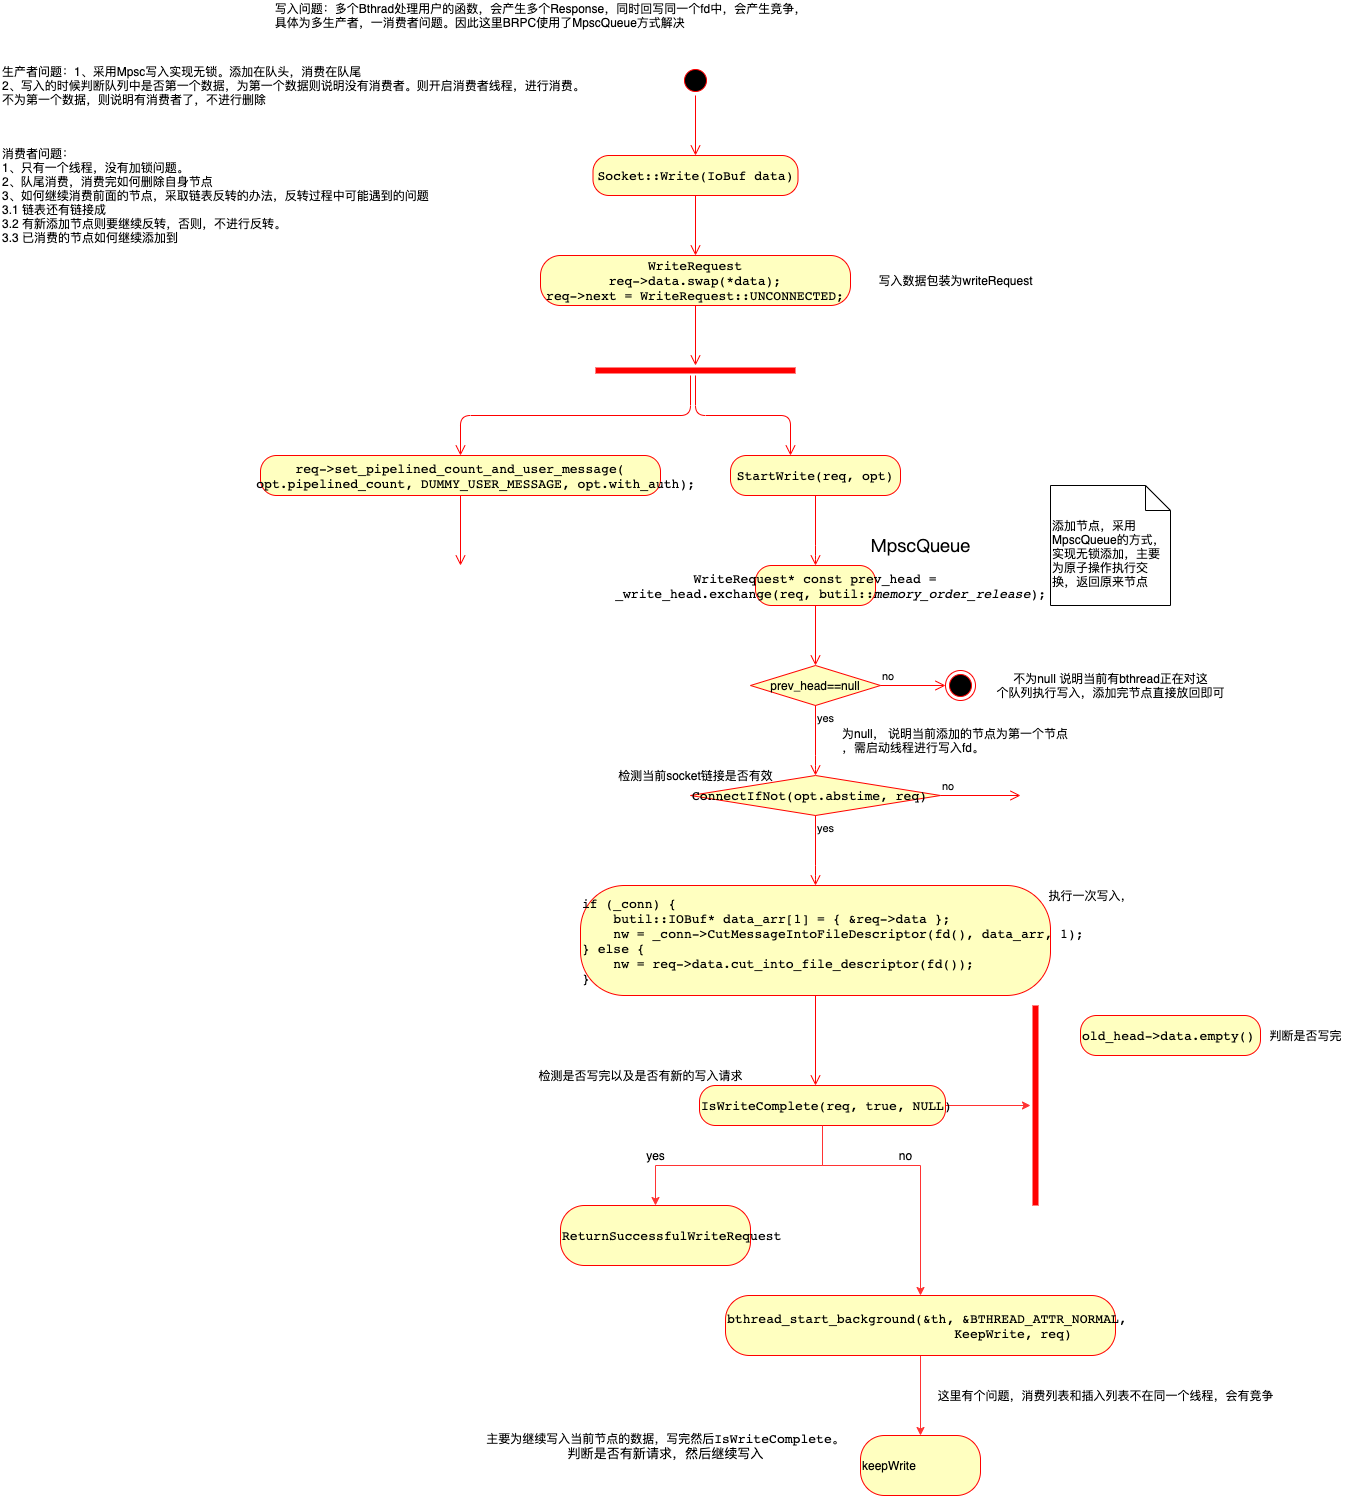 写入问题：多个Bthrad处理用户的函数，会产生多个Response，同时回写同一个fd中，会产生竞争，
具体为多生产者，一消费者问题。因此这里BRPC使用了MpscQueue方式解决
生产者问题：1、采用Mpsc写入实现无锁。添加在队头，消费在队尾
2、写入的时候判断队列中是否第一个数据，为第一个数据则说明没有消费者。则开启消费者线程，进行消费。
不为第一个数据，则说明有消费者了，不进行删除
消费者问题：
1、只有一个线程，没有加锁问题。
2、队尾消费，消费完如何删除自身节点
3、如何继续消费前面的节点，采取链表反转的办法，反转过程中可能遇到的问题
3.1 链表还有链接成
3.2 有新添加节点则要继续反转，否则，不进行反转。
3.3 已消费的节点如何继续添加到
Socket::Write(IoBuf data)
WriteRequest
req->data.swap(*data);
req->next = WriteRequest::UNCONNECTED;
写入数据包装为writeRequest
req->set_pipelined_count_and_user_message(
opt.pipelined_count, DUMMY_USER_MESSAGE, opt.with_auth);
StartWrite(req, opt)
MpscQueue
添加节点，采用
MpscQueue的方式，
实现无锁添加，主要
为原子操作执行交
换，返回原来节点
WriteRequest* const prev_head =
_write_head.exchange(req, butil::memory_order_release);
prev_head==null
no
不为null 说明当前有bthread正在对这
个队列执行写入，添加完节点直接放回即可
yes
为null， 说明当前添加的节点为第一个节点
，需启动线程进行写入fd。
检测当前socket链接是否有效
ConnectIfNot(opt.abstime, req)
no
yes
执行一次写入，
if (_conn) {
butil::IOBuf* data_arr[1] = { &req->data };
nw = _conn->CutMessageIntoFileDescriptor(fd(), data_arr, 1);
} else {
nw = req->data.cut_into_file_descriptor(fd());
}
old_head->data.empty()
判断是否写完
检测是否写完以及是否有新的写入请求
IsWriteComplete(req, true, NULL)
yes
no
ReturnSuccessfulWriteRequest
bthread_start_background(&th, &BTHREAD_ATTR_NORMAL,
KeepWrite, req)
这里有个问题，消费列表和插入列表不在同一个线程，会有竞争
主要为继续写入当前节点的数据，写完然后IsWriteComplete。
判断是否有新请求，然后继续写入
keepWrite